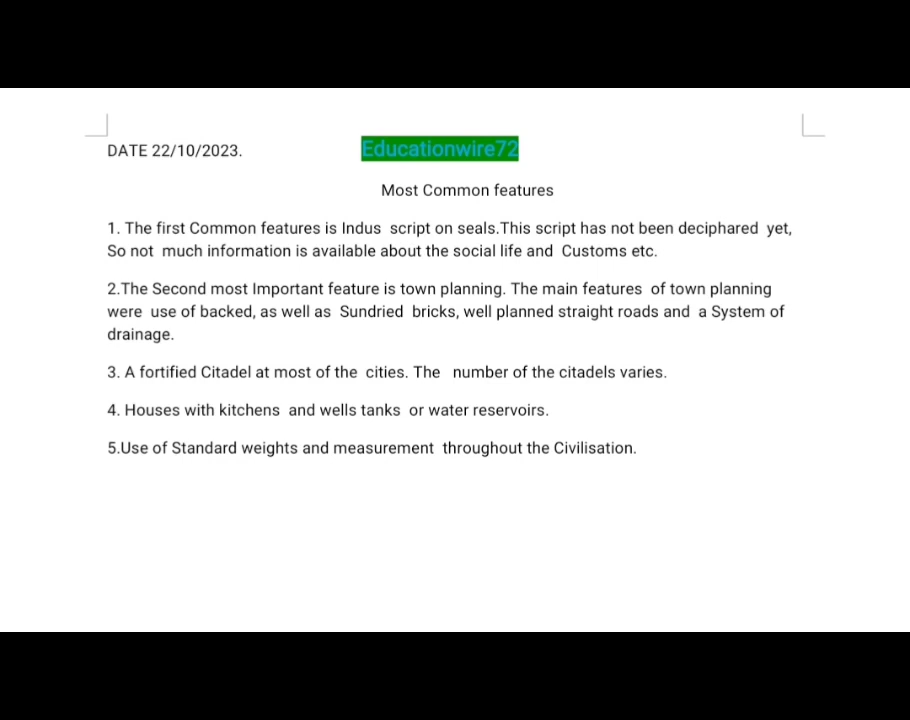 DATE 22/10/2023.
Educationwire72
Most Common features
1. The first Common features is Indus script on seals.This script has not been deciphared yet,
So not much information is available about the social life and Customs etc.
2.The Second most Important feature is town planning. The main features of town planning
were use of backed, as well as Sundried bricks, well planned straight roads and a System of
drainage.
3. A fortified Citadel at most of the cities. The number of the citadels varies.
4. Houses with kitchens and wells tanks or water reservoirs.
5.Use of Standard weights and measurement throughout the Civilisation.